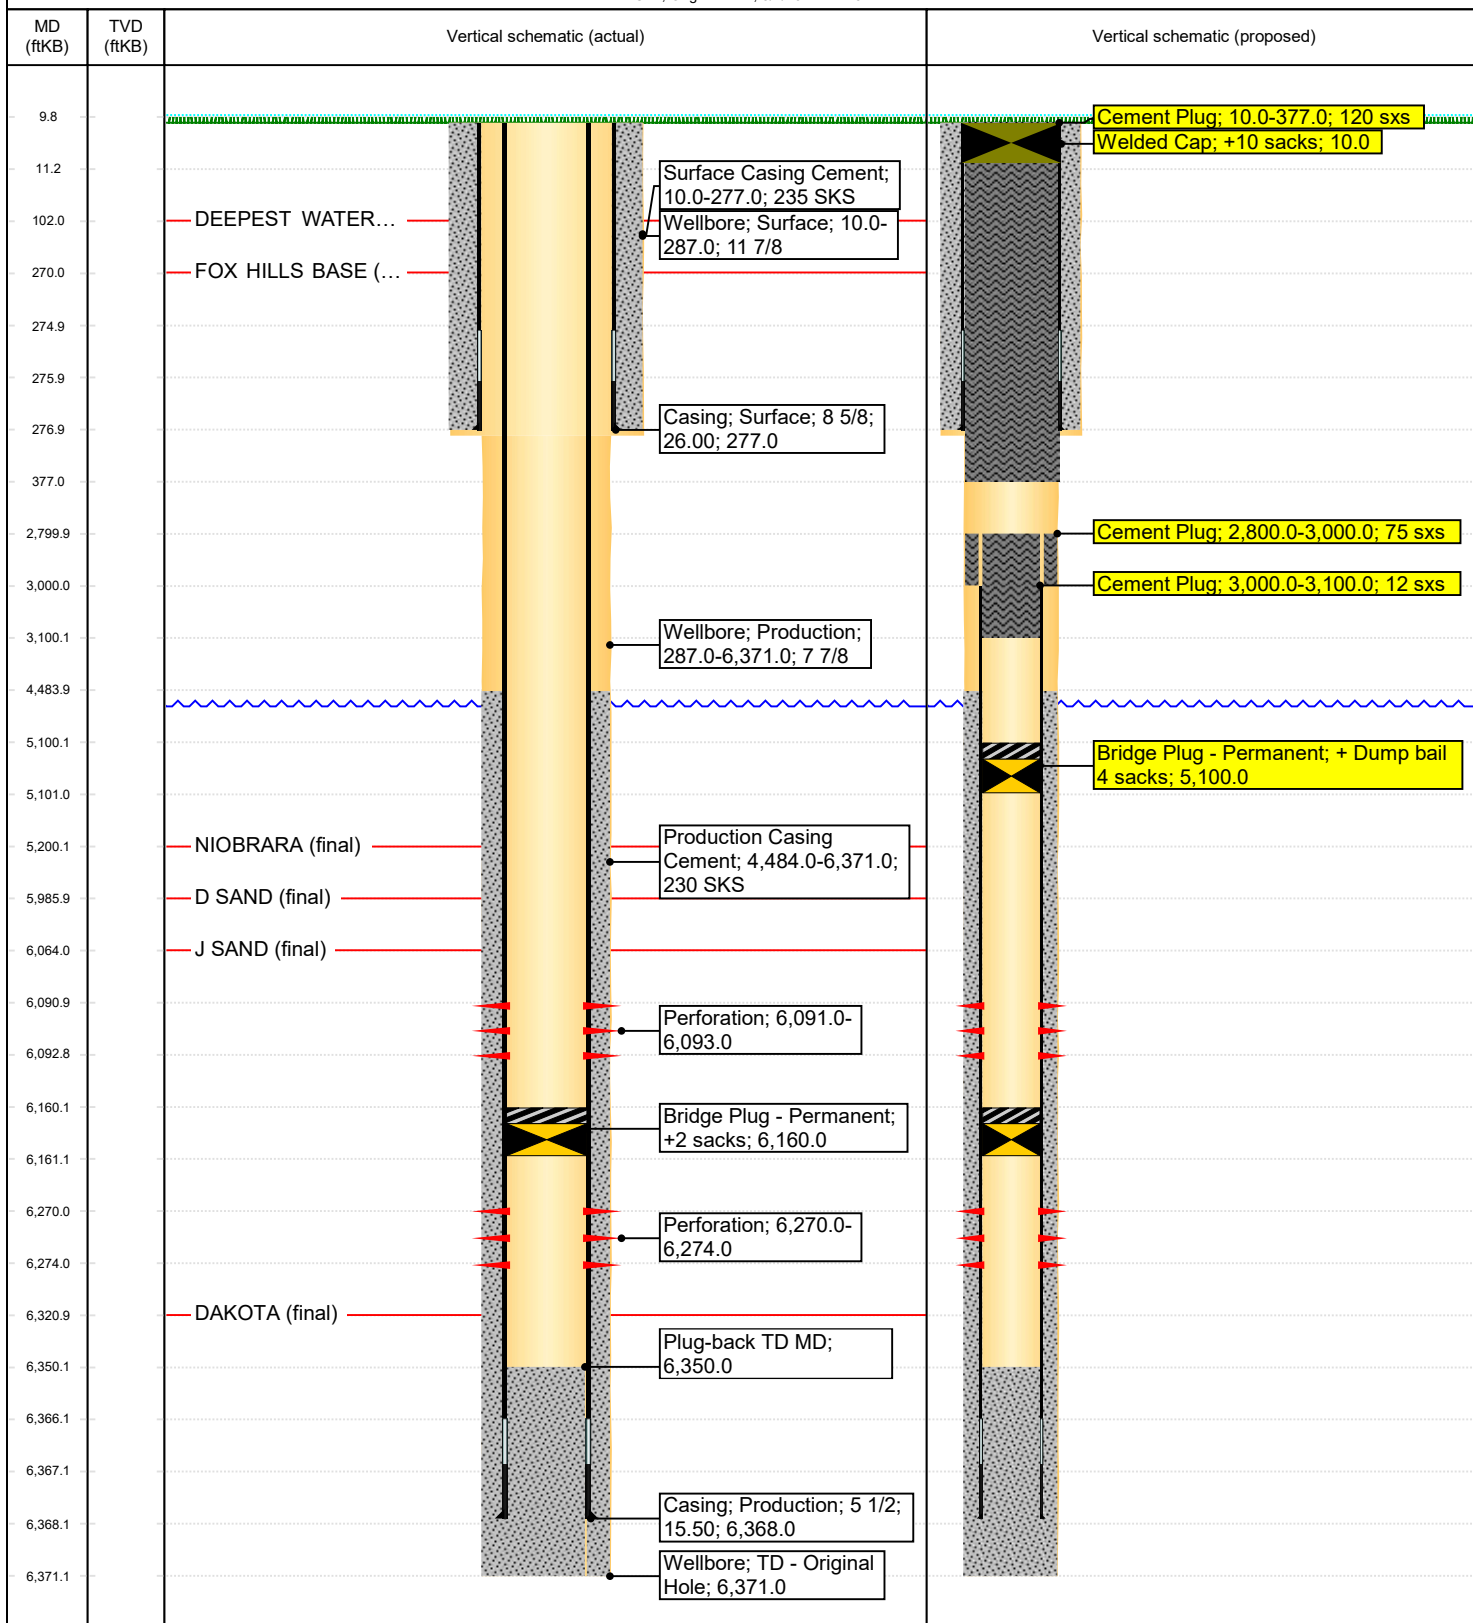 MD
(ftKB)
TVD
(ftKB)
Vertical schematic (actual)
Vertical schematic (proposed)
9.8
11.2
102.0
270.0
274.9
275.9
276.9
377.0
2,799.9
3,000.0
3,100.1
4,483.9
5,100.1
5,101.0
5,200.1
5,985.9
6,064.0
6,090.9
6,092.8
6,160.1
6,161.1
6,270.0
6,274.0
6,320.9
6,350.1
6,366.1
6,367.1
6,368.1
6,371.1
DEEPEST WATER...
FOX HILLS BASE (...
NIOBRARA (final)
D SAND (final)
J SAND (final)
DAKOTA (final)
Surface Casing Cement;
10.0-277.0; 235 SKS
Wellbore; Surface; 10.0-
287.0; 11 7/8
Casing; Surface; 8 5/8;
26.00; 277.0
Wellbore; Production;
287.0-6,371.0; 7 7/8
Production Casing
Cement; 4,484.0-6,371.0;
230 SKS
Perforation; 6,091.0-
6,093.0
Bridge Plug - Permanent;
+2 sacks; 6,160.0
Perforation; 6,270.0-
6,274.0
Plug-back TD MD;
6,350.0
Casing; Production; 5 1/2;
15.50; 6,368.0
Wellbore; TD - Original
Hole; 6,371.0
Cement Plug; 10.0-377.0; 120 sxs
Welded Cap; +10 sacks; 10.0
Cement Plug; 2,800.0-3,000.0; 75 sxs
Cement Plug; 3,000.0-3,100.0; 12 sxs
Bridge Plug - Permanent; + Dump bail
4 sacks; 5,100.0